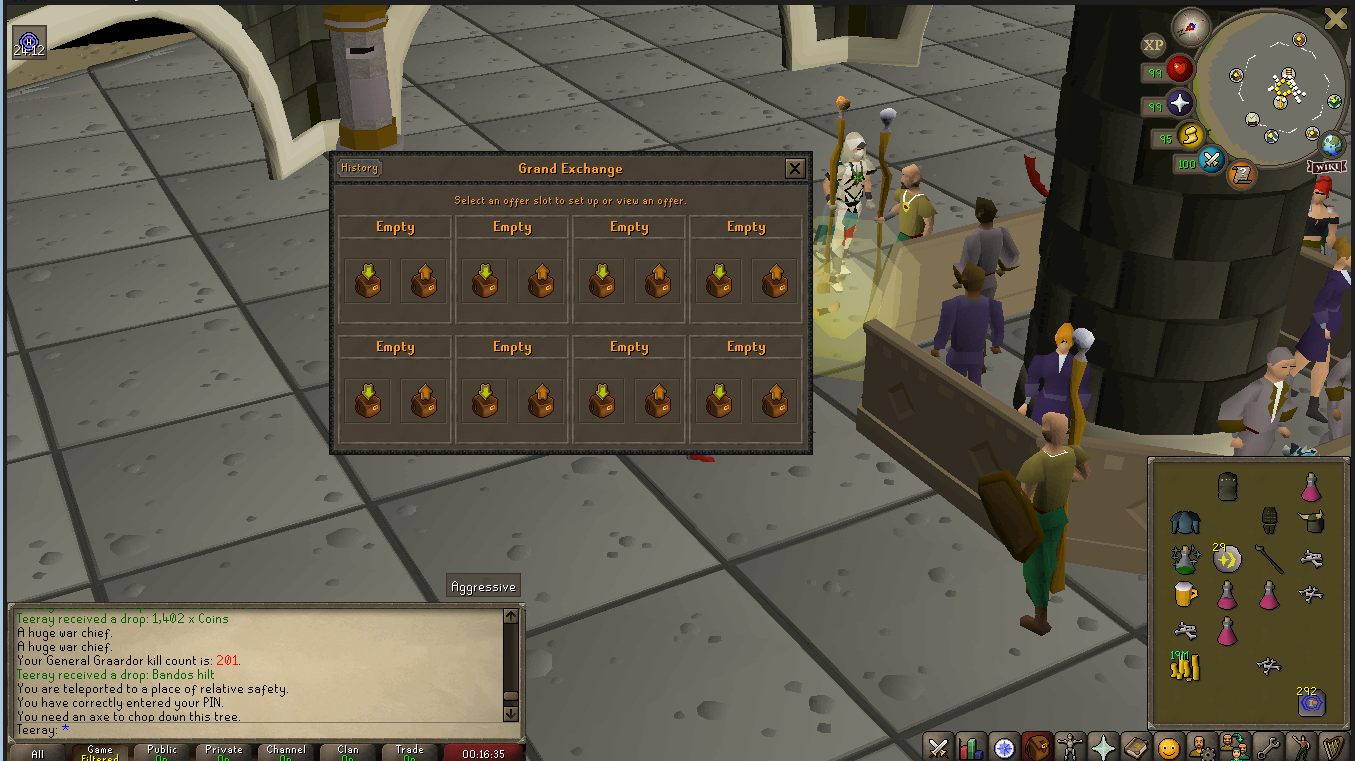 24:12
XP
99
99
95
100
WIKI
History
Grand Exchange
Select an offer slot to set up or view an offer.
Empty Empty Empty Empty
Empty Empty Empty Empty
Aggressive
Teeray received a drop: 1,402 x Coins
A huge war chief.
A huge war chief.
Your General Graardor kill count is: 201.
Teeray received a drop: Bandos hilt
You are teleported to a place of relative safety.
You have correctly entered your PIN.
You need an axe to chop down this tree.
Teeray: *
All Game Public Private Channel Clan Trade 00:16:35
Filtered On On On On On
29
19M
292